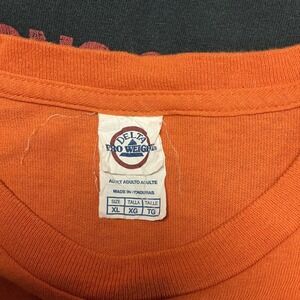 DELTA
PRO WEIGHT
ADULT ADULTO ADULTE
MADE IN HONDURAS
SIZE TALLA TAILLE
XL XG TG